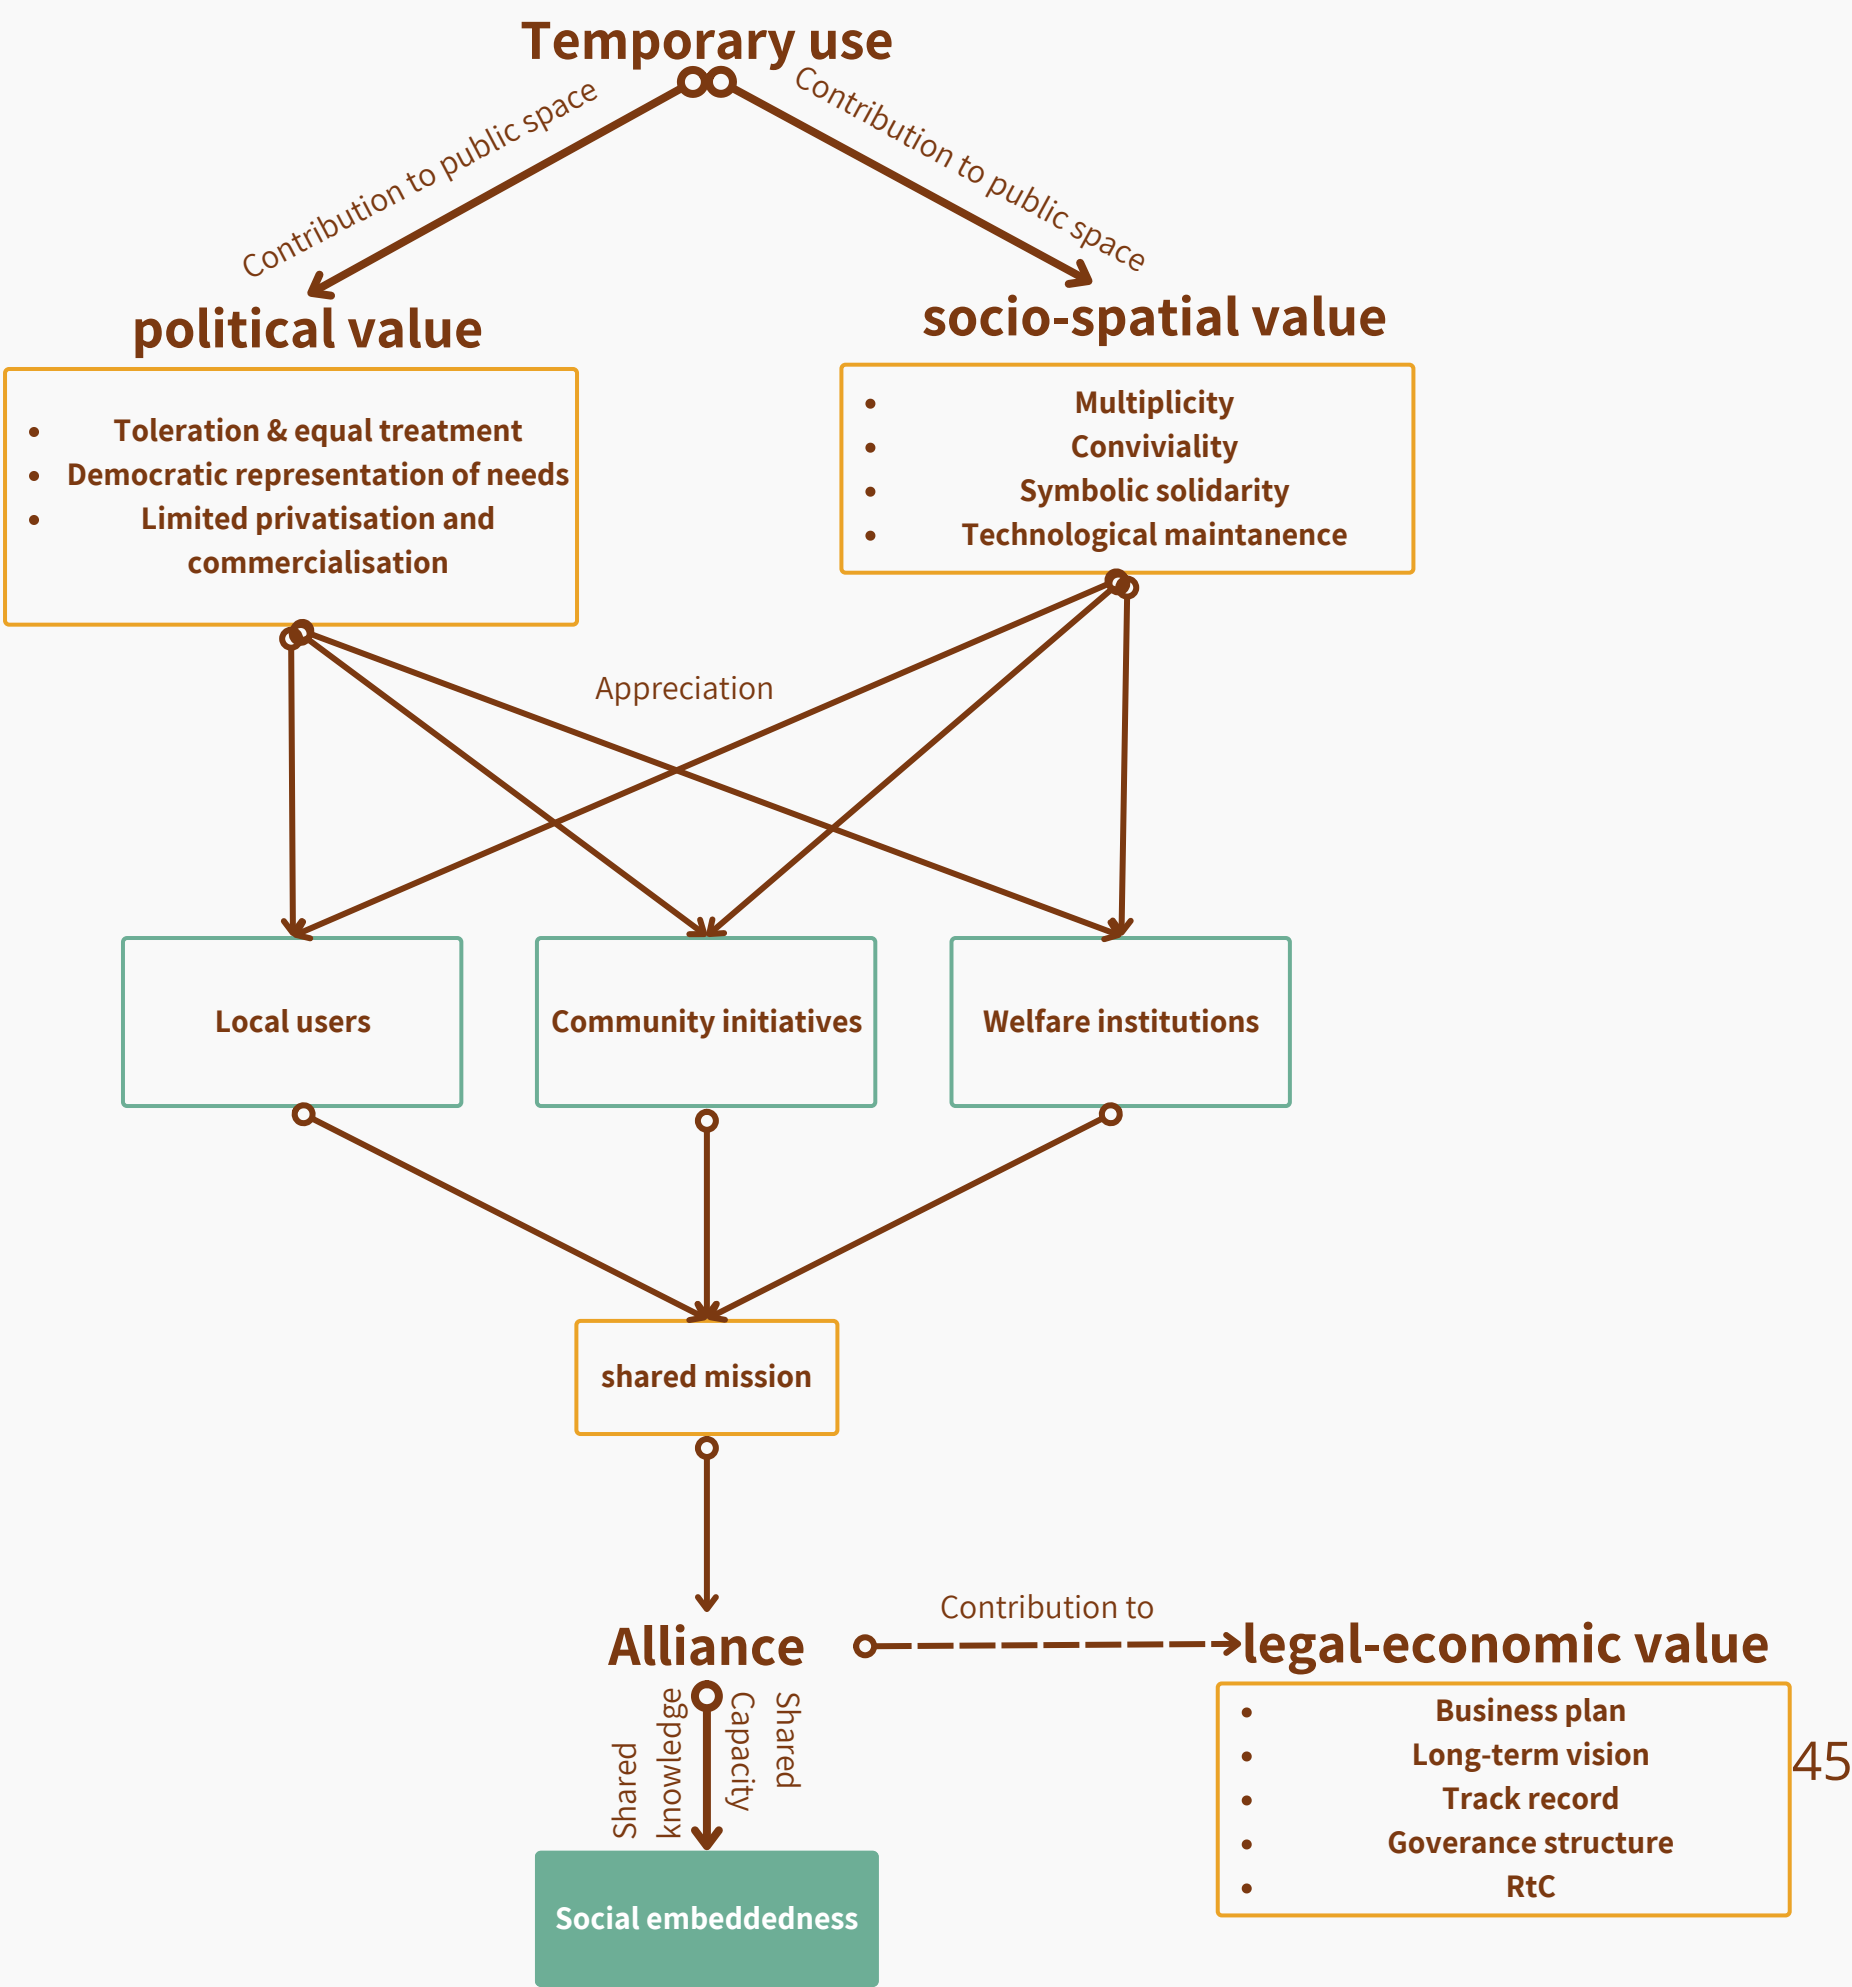 Temporary use
Contribution to public space
Contribution to public space
political value
socio-spatial value
• Toleration & equal treatment
• Democratic representation of needs
• Limited privatisation and
commercialisation
• Multiplicity
• Conviviality
• Symbolic solidarity
• Technological maintanence
Appreciation
Local users
Community initiatives
Welfare institutions
shared mission
Alliance
Contribution to
legal-economic value
Shared
knowledge
Shared
Capacity
• Business plan
• Long-term vision
• Track record
• Goverance structure
• RtC
45
Social embeddedness